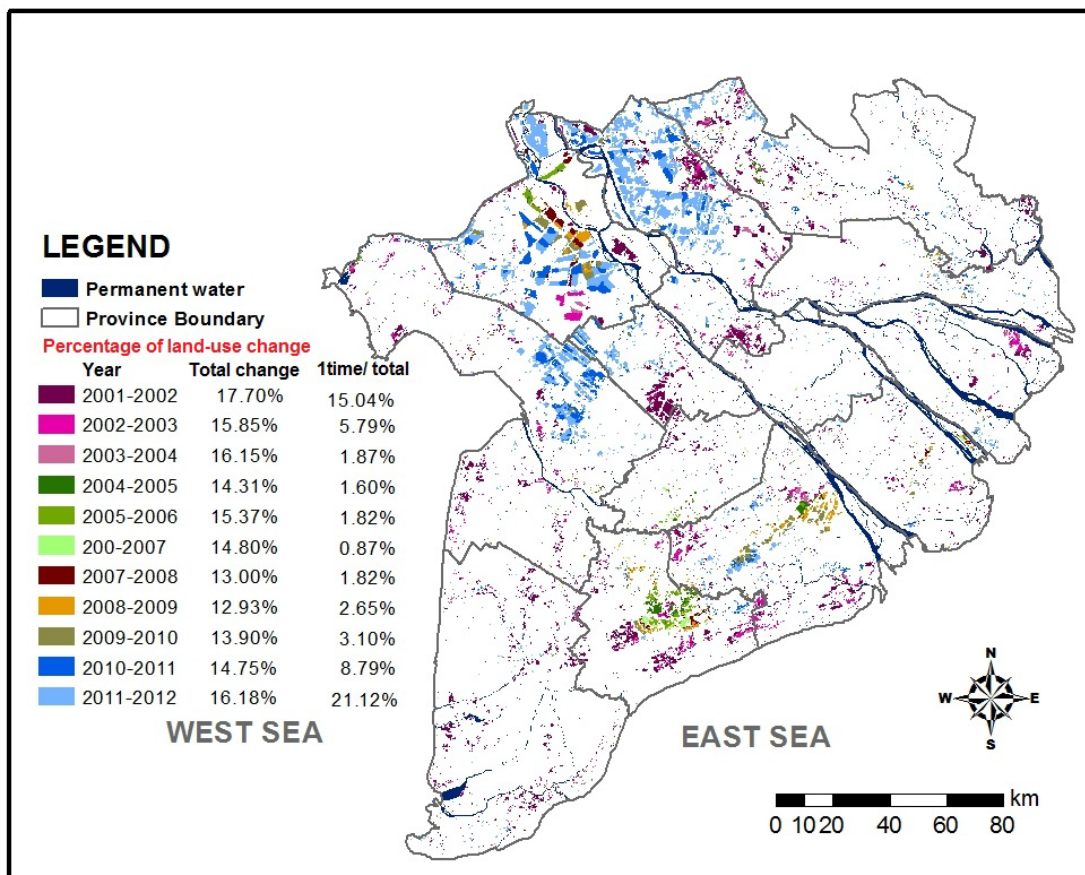 LEGEND
Permanent water
Province Boundary
Percentage of land-use change
Year Total change 1time/ total
2001-2002 17.70% 15.04%
2002-2003 15.85% 5.79%
2003-2004 16.15% 1.87%
2004-2005 14.31% 1.60%
2005-2006 15.37% 1.82%
200-2007 14.80% 0.87%
2007-2008 13.00% 1.82%
2008-2009 12.93% 2.65%
2009-2010 13.90% 3.10%
2010-2011 14.75% 8.79%
2011-2012 16.18% 21.12%
WEST SEA
EAST SEA
N
W E
S
km
0 10 20 40 60 80